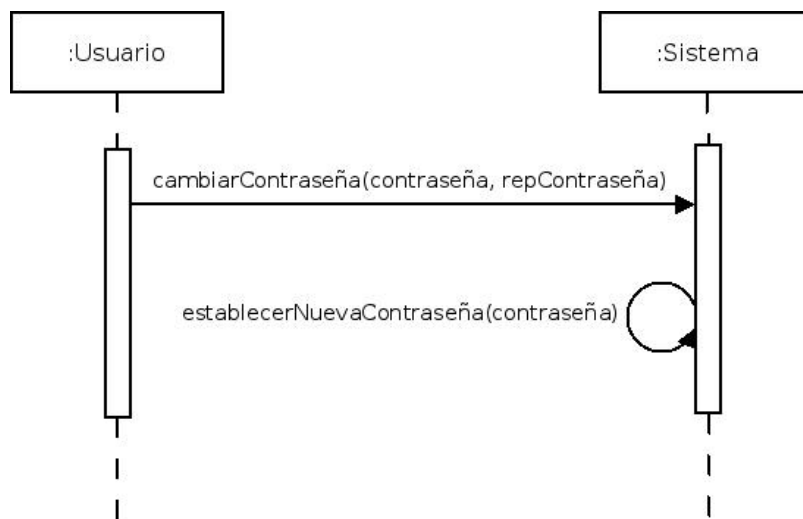 :Usuario
:Sistema
cambiarContraseña(contraseña, repContraseña)
establecerNuevaContraseña(contraseña)